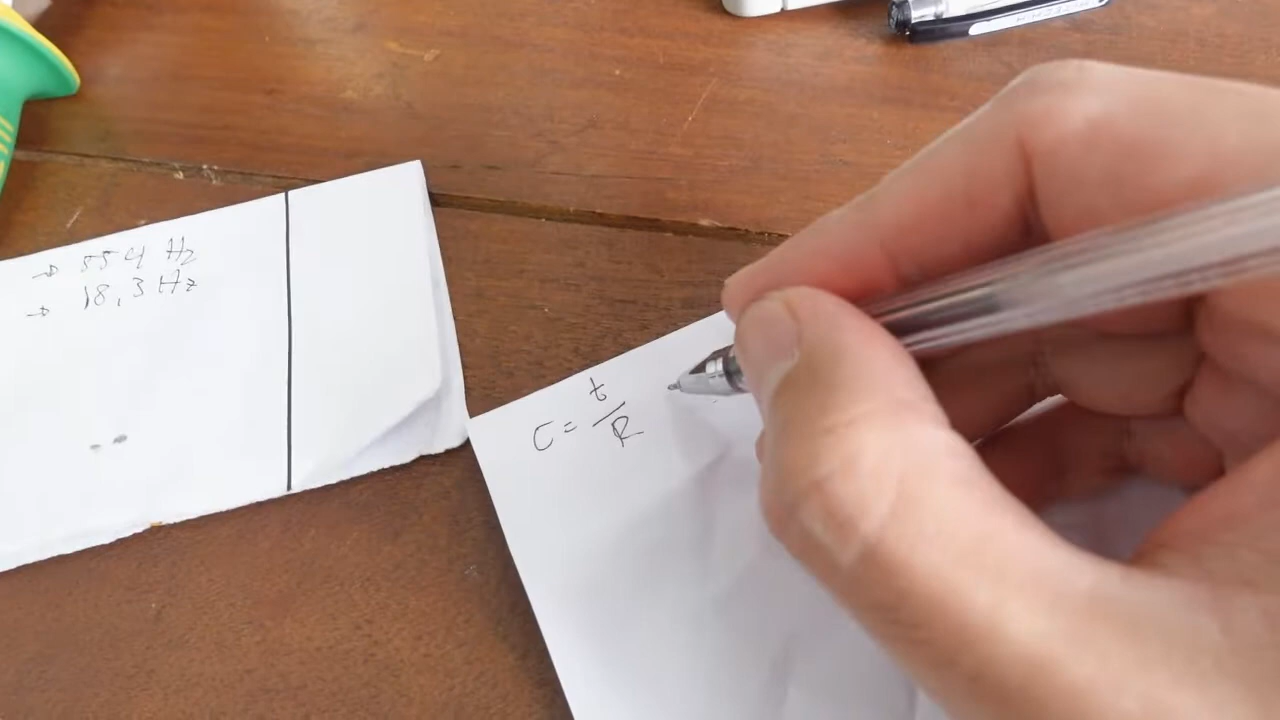 → 554 Hz
→ 18,3 Hz
C = t/R